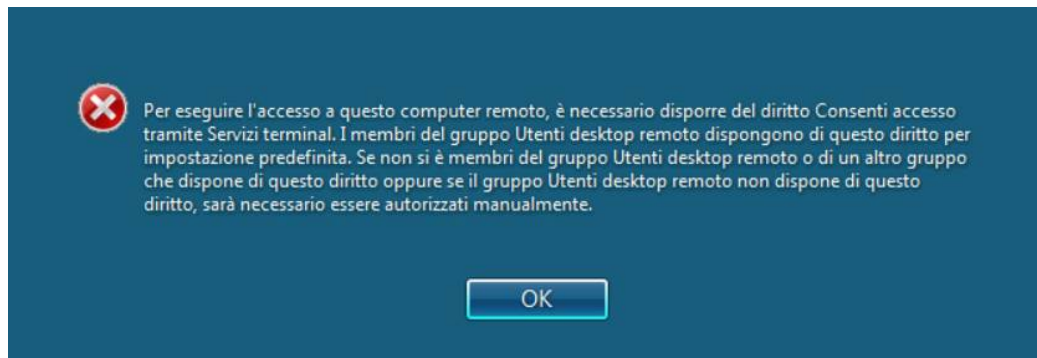 Per eseguire l'accesso a questo computer remoto, è necessario disporre del diritto Consenti accesso
tramite Servizi terminal. I membri del gruppo Utenti desktop remoto dispongono di questo diritto per
impostazione predefinita. Se non si è membri del gruppo Utenti desktop remoto o di un altro gruppo
che dispone di questo diritto oppure se il gruppo Utenti desktop remoto non dispone di questo
diritto, sarà necessario essere autorizzati manualmente.
OK